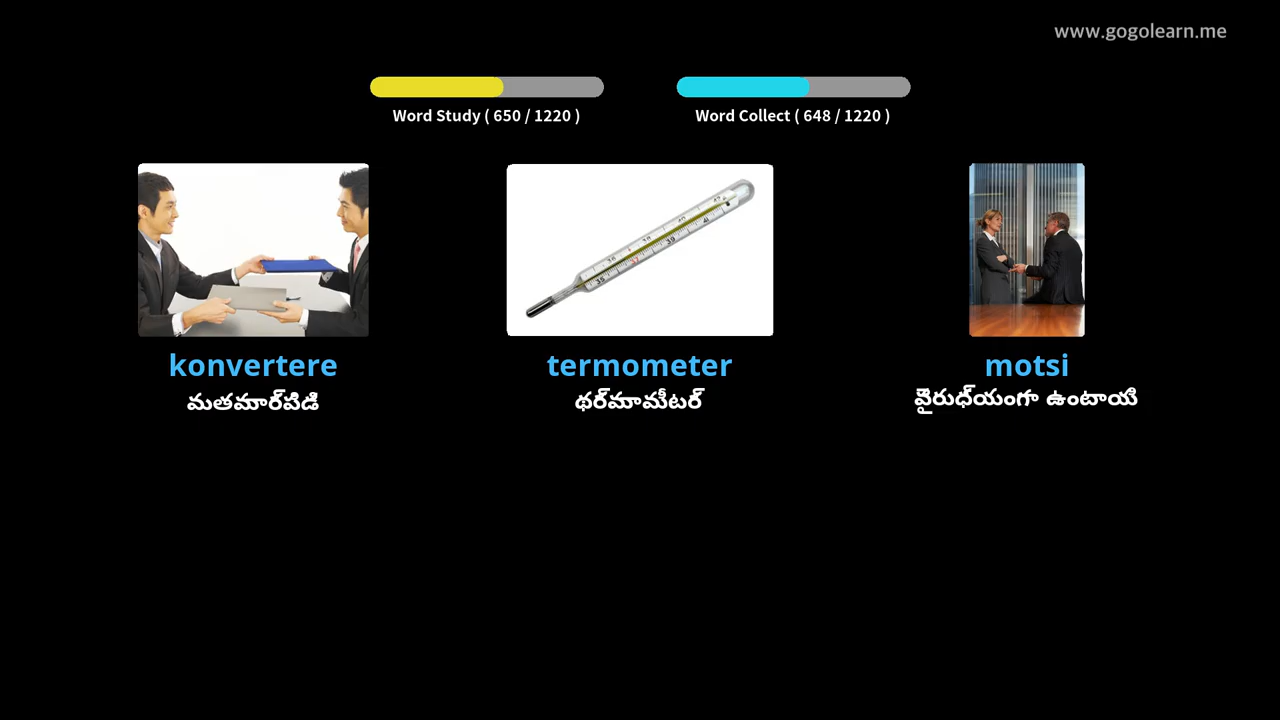 www.gogolearn.me
Word Study ( 650 / 1220 )
Word Collect ( 648 / 1220 )
konvertere
termometer
motsi
మతమార్పిడి
థర్మామీటర్
వైరుధ్యంగా ఉంటాయి